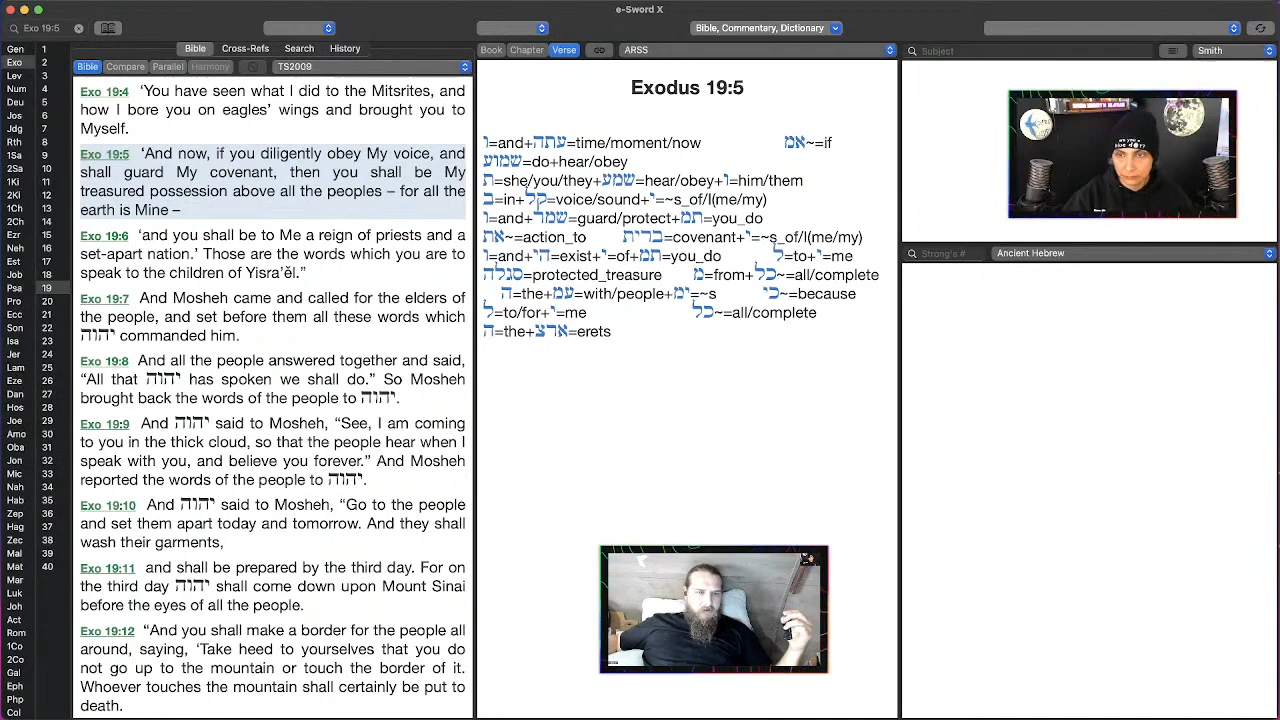 e-Sword X
Exo 19:5
Bible, Commentary, Dictionary
Bible Cross-Refs Search History
Book Chapter Verse ARSS
Subject Smith
Bible Compare Parallel Harmony TS2009
Gen
Exo
Lev
Num
Deu
Jos
Jdg
Rth
1Sa
2Sa
1Ki
2Ki
1Ch
2Ch
Ezr
Neh
Est
Job
Psa
Pro
Ecc
Son
Isa
Jer
Lam
Eze
Dan
Hos
Joe
Amo
Oba
Jon
Mic
Nah
Hab
Zep
Hag
Zec
Mal
Mat
Mar
Luk
Joh
Act
Rom
1Co
2Co
Gal
Eph
Php
Col
1
2
3
4
5
6
7
8
9
10
11
12
13
14
15
16
17
18
19
20
21
22
23
24
25
26
27
28
29
30
31
32
33
34
35
36
37
38
39
40
Exo 19:4 ‘You have seen what I did to the Mitsrites, and
how I bore you on eagles’ wings and brought you to
Myself.
Exo 19:5 ‘And now, if you diligently obey My voice, and
shall guard My covenant, then you shall be My
treasured possession above all the peoples – for all the
earth is Mine –
Exo 19:6 ‘and you shall be to Me a reign of priests and a
set-apart nation.’ Those are the words which you are to
speak to the children of Yisra’ĕl.”
Exo 19:7 And Mosheh came and called for the elders of
the people, and set before them all these words which
יהוה commanded him.
Exo 19:8 And all the people answered together and said,
“All that יהוה has spoken we shall do.” So Mosheh
brought back the words of the people to יהוה.
Exo 19:9 And יהוה said to Mosheh, “See, I am coming
to you in the thick cloud, so that the people hear when I
speak with you, and believe you forever.” And Mosheh
reported the words of the people to יהוה.
Exo 19:10 And יהוה said to Mosheh, “Go to the people
and set them apart today and tomorrow. And they shall
wash their garments,
Exo 19:11 and shall be prepared by the third day. For on
the third day יהוה shall come down upon Mount Sinai
before the eyes of all the people.
Exo 19:12 “And you shall make a border for the people all
around, saying, ‘Take heed to yourselves that you do
not go up to the mountain or touch the border of it.
Whoever touches the mountain shall certainly be put to
death.
Exodus 19:5
ו=and+עתה=time/moment/now אמ~=if
שמוע=do+hear/obey
ת=she/you/they+שמע=hear/obey+ו=him/them
ב=in+קל=voice/sound+י=~s_of/I(me/my)
ו=and+שמר=guard/protect+תמ=you_do
את~=action_to ברית=covenant+י=~s_of/I(me/my)
ו=and+הי=exist+י=of+תמ=you_do ל=to+י=me
סגלה=protected_treasure מ=from+כל~=all/complete
ה=the+עמ=with/people+ימ=~s כי~=because
ל=to/for+י=me כל~=all/complete
ה=the+ארצ=erets
Strong's # Ancient Hebrew